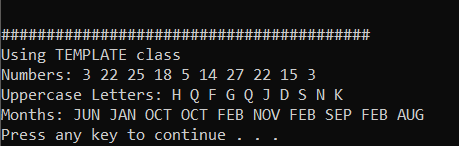 #########################################
Using TEMPLATE class
Numbers: 3 22 25 18 5 14 27 22 15 3
Uppercase Letters: H Q F G Q J D S N K
Months: JUN JAN OCT OCT FEB NOV FEB SEP FEB AUG
Press any key to continue . . .